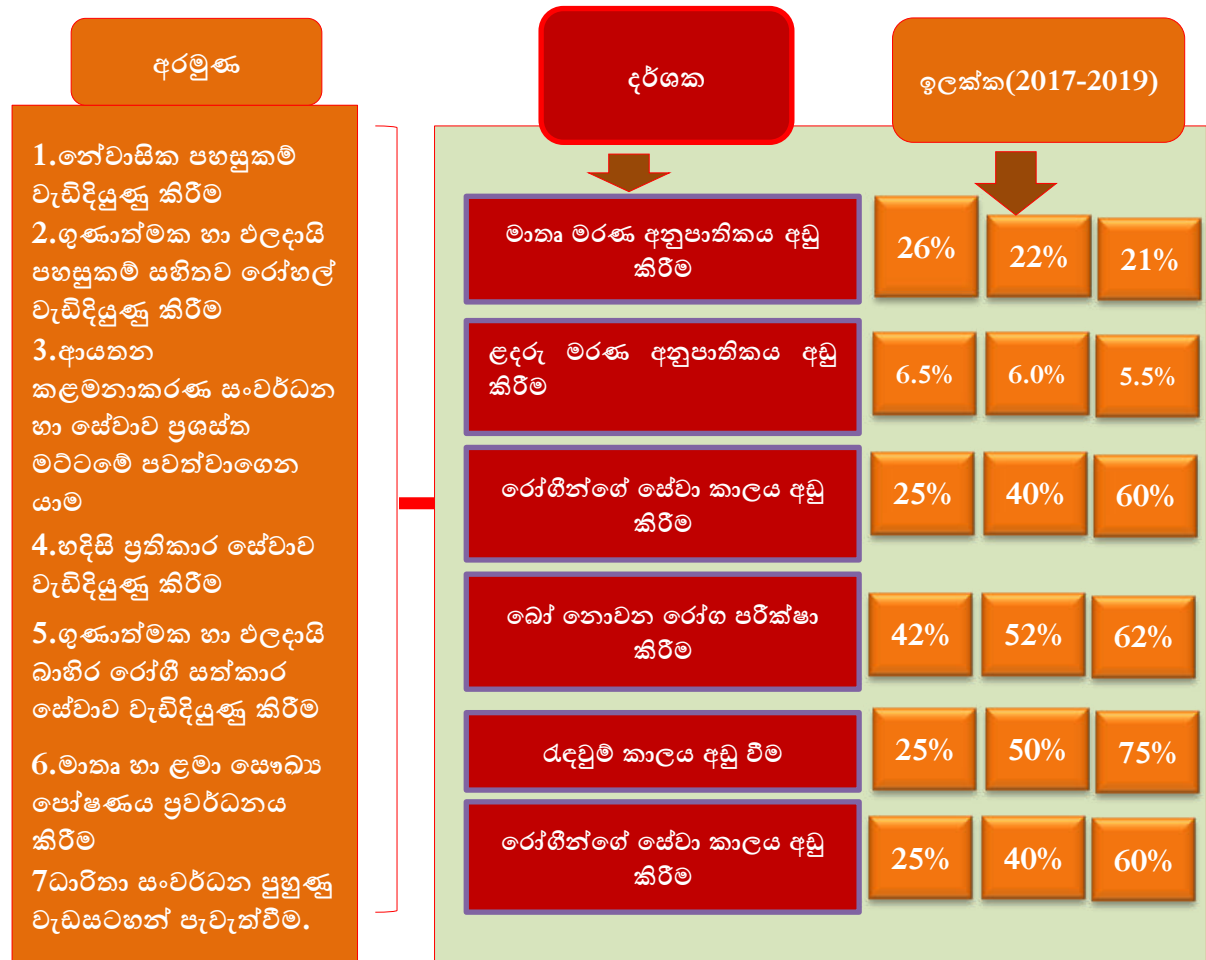 අරමුණ
1.නේවාසික පහසුකම්
වැඩිදියුණු කිරීම
2.ගුණාත්මක හා ඵලදායි
පහසුකම් සහිතව රෝහල්
වැඩිදියුණු කිරීම
3.ආයතන
කළමනාකරණ සංවර්ධන
හා සේවාව ප්‍රශස්ත
මට්ටමේ පවත්වාගෙන
යාම
4.හදිසි ප්‍රතිකාර සේවාව
වැඩිදියුණු කිරීම
5.ගුණාත්මක හා ඵලදායි
බාහිර රෝගී සත්කාර
සේවාව වැඩිදියුණු කිරීම
6.මාතෘ හා ළමා සෞඛ්‍ය
පෝෂණය ප්‍රවර්ධනය
කිරීම
7ධාරිතා සංවර්ධන පුහුණු
වැඩසටහන් පැවැත්වීම.
දර්ශක
ඉලක්ක(2017-2019)
මාතෘ මරණ අනුපාතිකය අඩු
කිරීම
26% 22% 21%
ළදරු මරණ අනුපාතිකය අඩු
කිරීම
6.5% 6.0% 5.5%
රෝගීන්ගේ සේවා කාලය අඩු
කිරීම
25% 40% 60%
බෝ නොවන රෝග පරීක්ෂා
කිරීම
42% 52% 62%
රැඳවුම් කාලය අඩු වීම
25% 50% 75%
රෝගීන්ගේ සේවා කාලය අඩු
කිරීම
25% 40% 60%